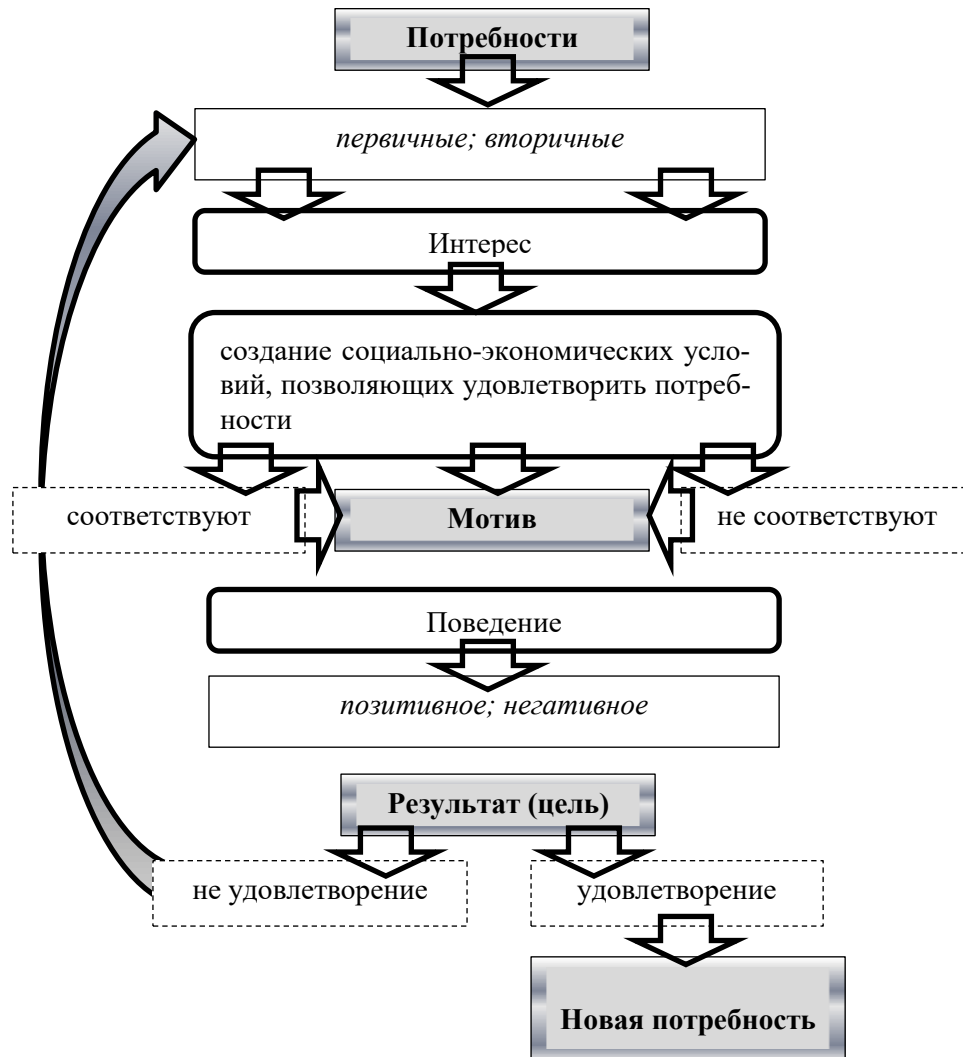 Потребности
первичные; вторичные
Интерес
создание социально-экономических усло-
вий, позволяющих удовлетворить потреб-
ности
соответствуют
Мотив
не соответствуют
Поведение
позитивное; негативное
Результат (цель)
не удовлетворение
удовлетворение
Новая потребность